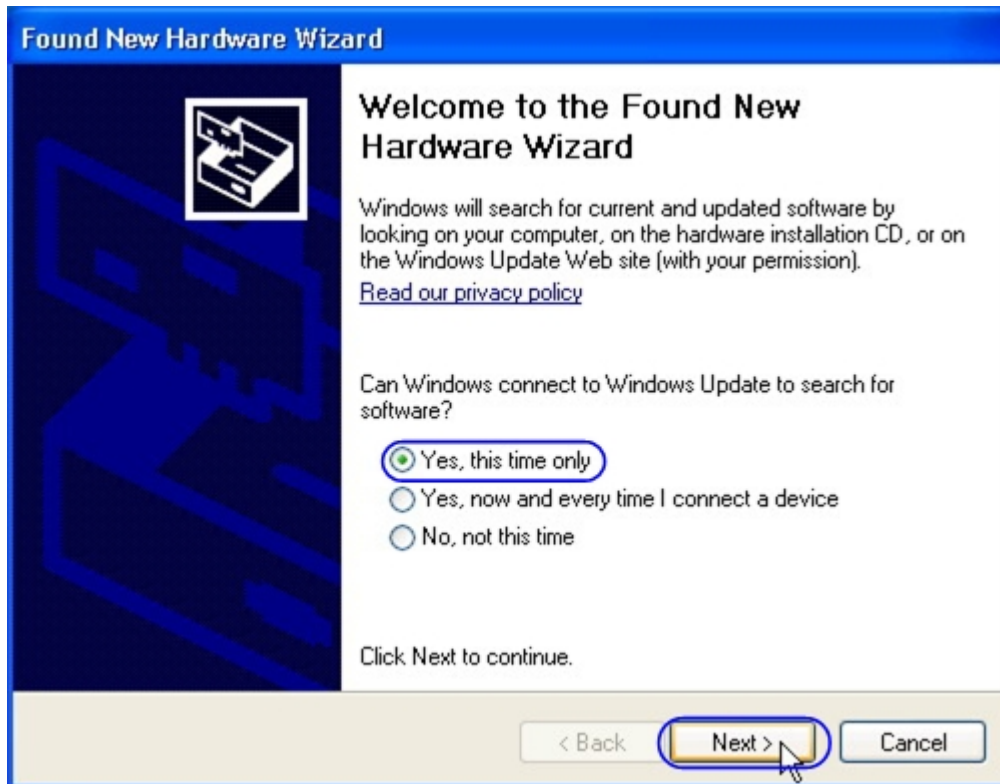 Found New Hardware Wizard
Welcome to the Found New
Hardware Wizard
Windows will search for current and updated software by
looking on your computer, on the hardware installation CD, or on
the Windows Update Web site (with your permission).
Read our privacy policy
Can Windows connect to Windows Update to search for
software?
Yes, this time only
Yes, now and every time I connect a device
No, not this time
Click Next to continue.
< Back Next > Cancel